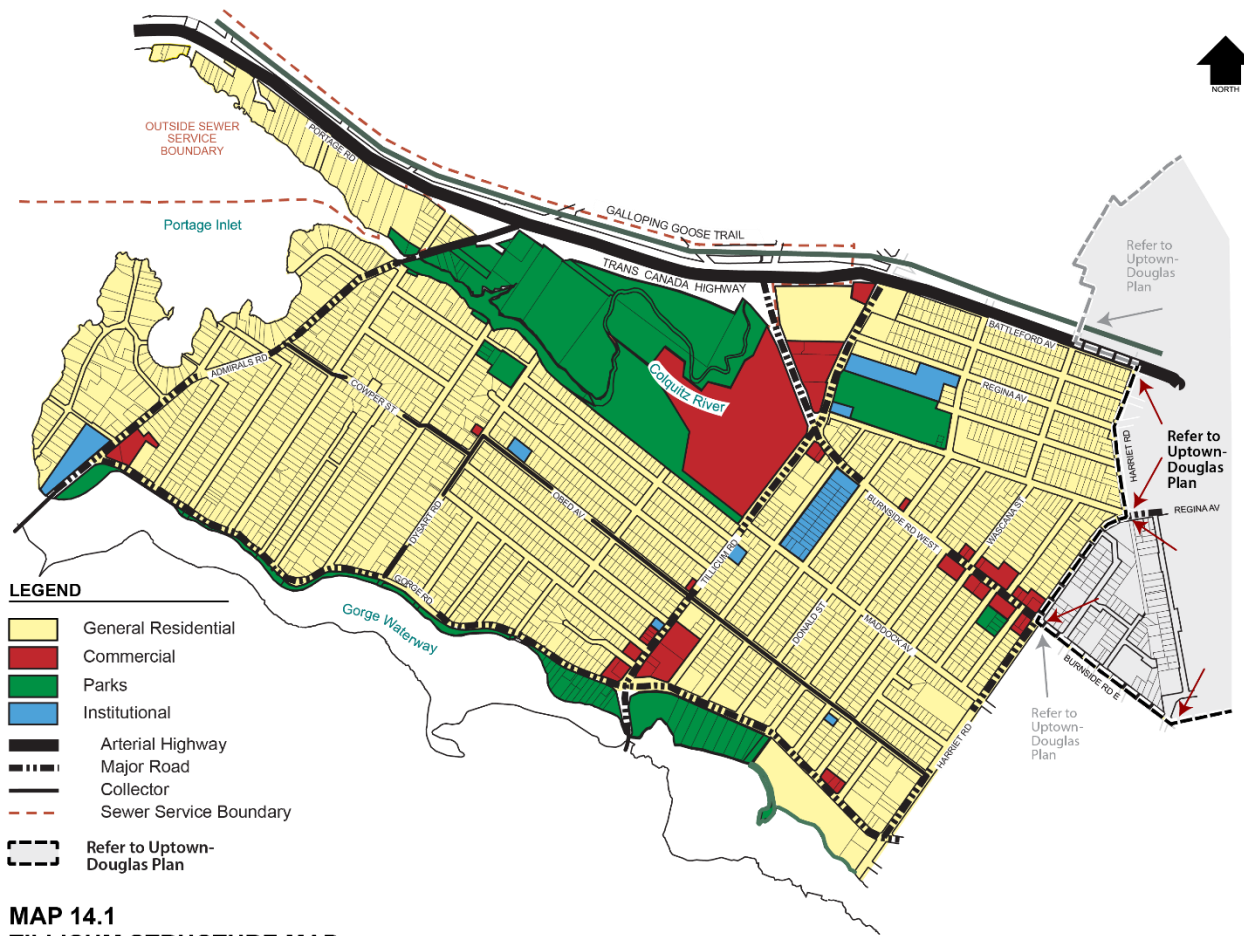 NORTH
OUTSIDE SEWER
SERVICE
BOUNDARY
PORTAGE RD
Portage Inlet
GALLOPING GOOSE TRAIL
TRANS CANADA HIGHWAY
Refer to
Uptown-
Douglas
Plan
BATTLEFORD AV
ADMIRALS RD
COWPER ST
Colquitz River
REGINA AV
HARRIET RD
Refer to
Uptown-
Douglas
Plan
REGINA AV
BURNSIDE RD WEST
WASCANA ST
OBED AV
DYSART RD
TILLICUM RD
GORGE RD
Gorge Waterway
DONALD ST
MADDOCK AV
BURNSIDE RD E
HARRIET RD
Refer to
Uptown-
Douglas
Plan
LEGEND
General Residential
Commercial
Parks
Institutional
Arterial Highway
Major Road
Collector
Sewer Service Boundary
Refer to Uptown-
Douglas Plan
MAP 14.1
TILLICUM STRUCTURE MAP